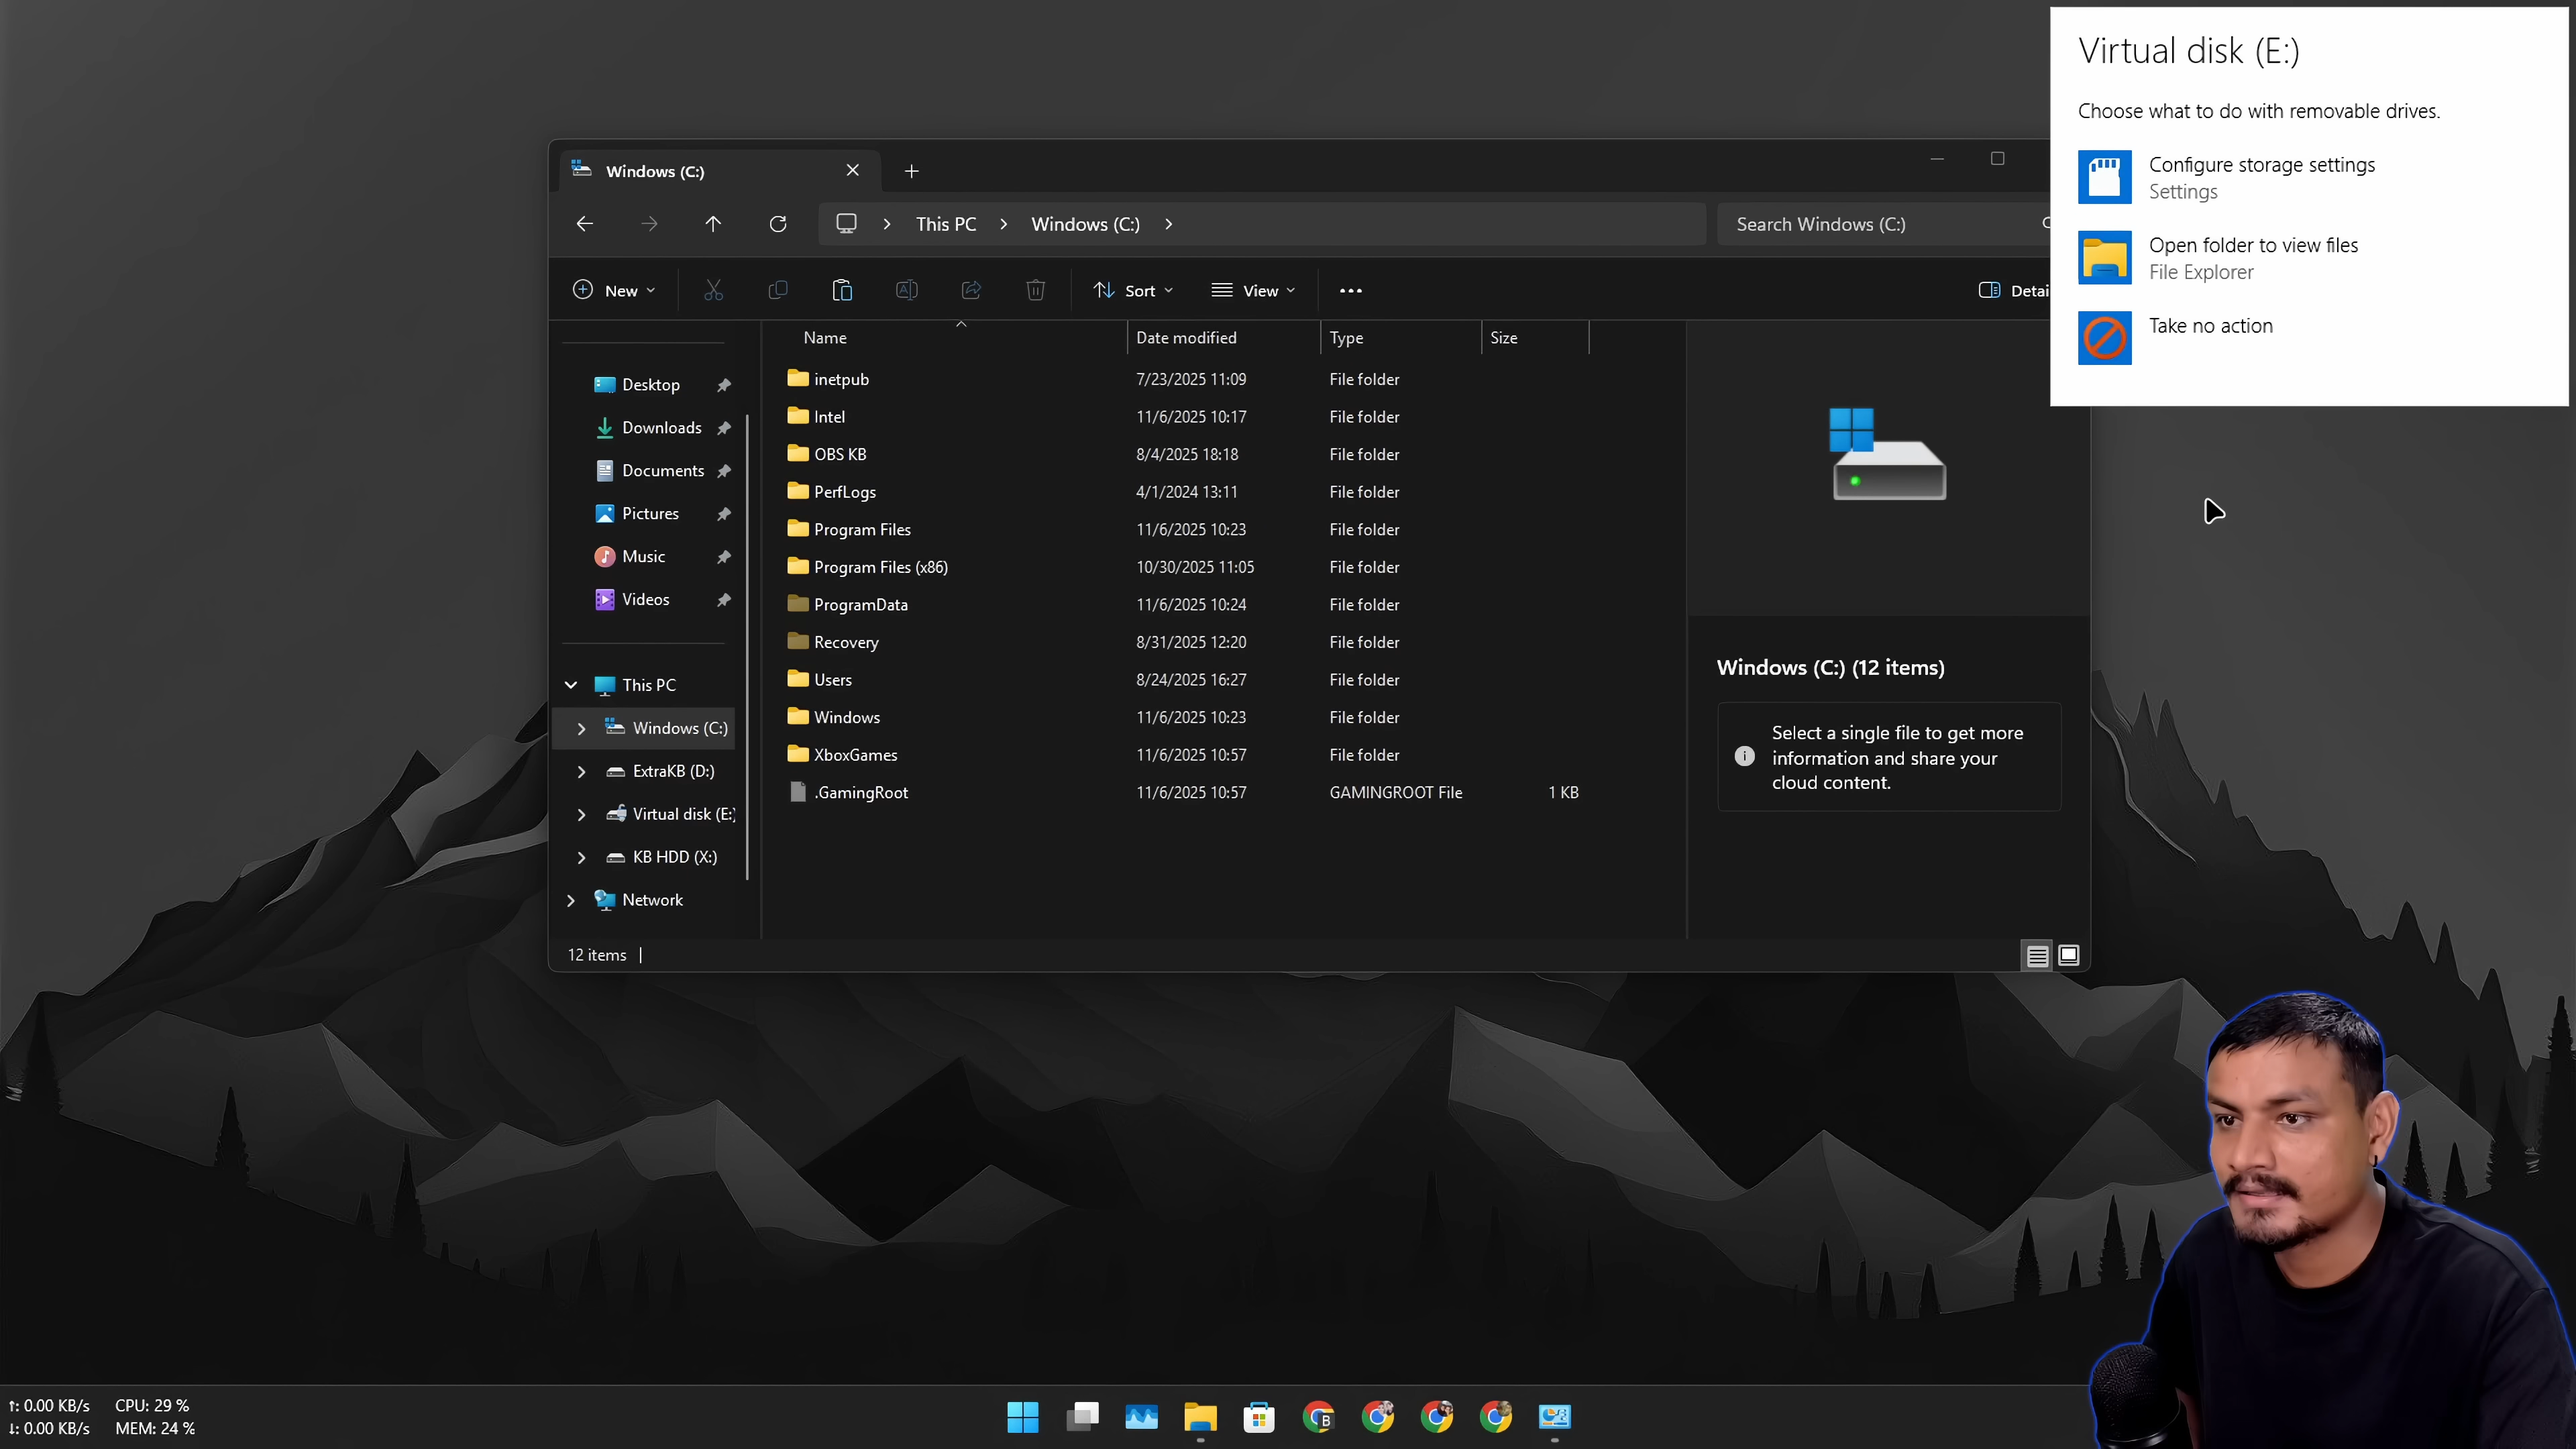 Virtual disk (E:)
Choose what to do with removable drives.
Configure storage settings
Settings
Open folder to view files
File Explorer
Take no action
Windows (C:)
This PC
Windows (C:)
Search Windows (C:)
New
Sort
View
Detai
Name
Date modified
Type
Size
Desktop
Downloads
Documents
Pictures
Music
Videos
This PC
Windows (C:)
ExtraKB (D:)
Virtual disk (E:)
KB HDD (X:)
Network
inetpub 7/23/2025 11:09 File folder
Intel 11/6/2025 10:17 File folder
OBS KB 8/4/2025 18:18 File folder
PerfLogs 4/1/2024 13:11 File folder
Program Files 11/6/2025 10:23 File folder
Program Files (x86) 10/30/2025 11:05 File folder
ProgramData 11/6/2025 10:24 File folder
Recovery 8/31/2025 12:20 File folder
Users 8/24/2025 16:27 File folder
Windows 11/6/2025 10:23 File folder
XboxGames 11/6/2025 10:57 File folder
.GamingRoot 11/6/2025 10:57 GAMINGROOT File 1 KB
Windows (C:) (12 items)
Select a single file to get more
information and share your
cloud content.
12 items
↑: 0.00 KB/s CPU: 29 %
↓: 0.00 KB/s MEM: 24 %
B